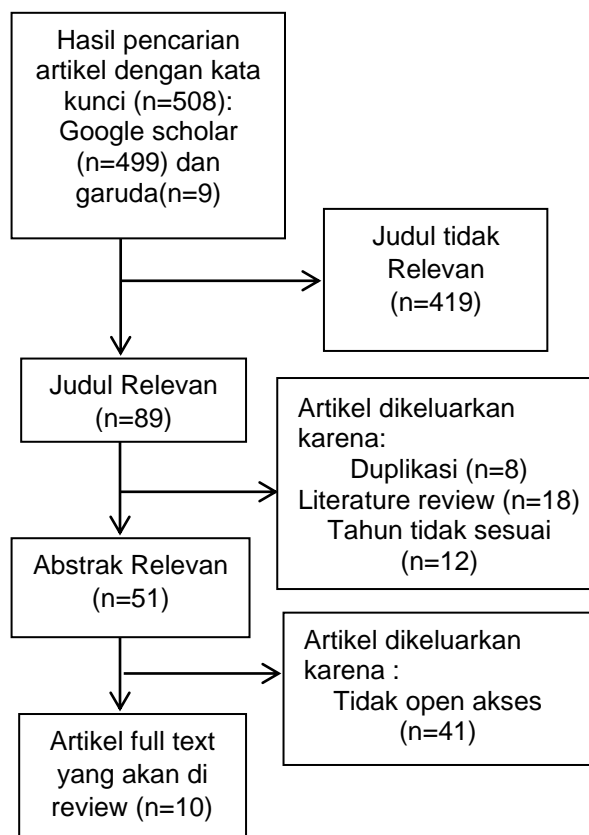 Hasil pencarian
artikel dengan kata
kunci (n=508):
Google scholar
(n=499) dan
garuda(n=9)
Judul tidak
Relevan
(n=419)
Judul Relevan
(n=89)
Artikel dikeluarkan
karena:
Duplikasi (n=8)
Literature review (n=18)
Tahun tidak sesuai
(n=12)
Abstrak Relevan
(n=51)
Artikel dikeluarkan
karena :
Tidak open akses
(n=41)
Artikel full text
yang akan di
review (n=10)